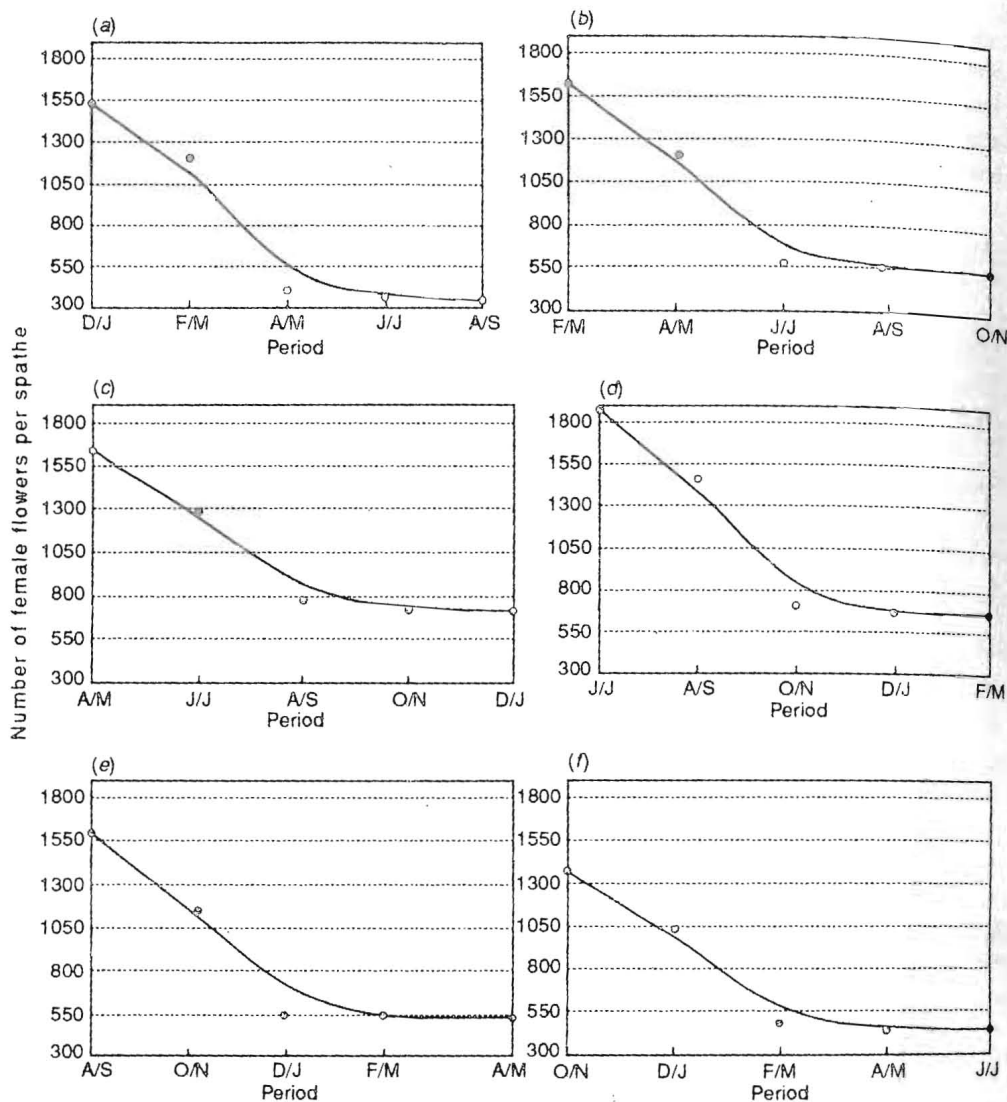 Number of female flowers per spathe
(a)
1800
1550
1300
1050
800
550
300
D/J F/M A/M J/J A/S
Period
(b)
1800
1550
1300
1050
800
550
300
F/M A/M J/J A/S O/N
Period
(c)
1800
1550
1300
1050
800
550
300
A/M J/J A/S O/N D/J
Period
(d)
1800
1550
1300
1050
800
550
300
J/J A/S O/N D/J F/M
Period
(e)
1800
1550
1300
1050
800
550
300
A/S O/N D/J F/M A/M
Period
(f)
1800
1550
1300
1050
800
550
300
O/N D/J F/M A/M J/J
Period